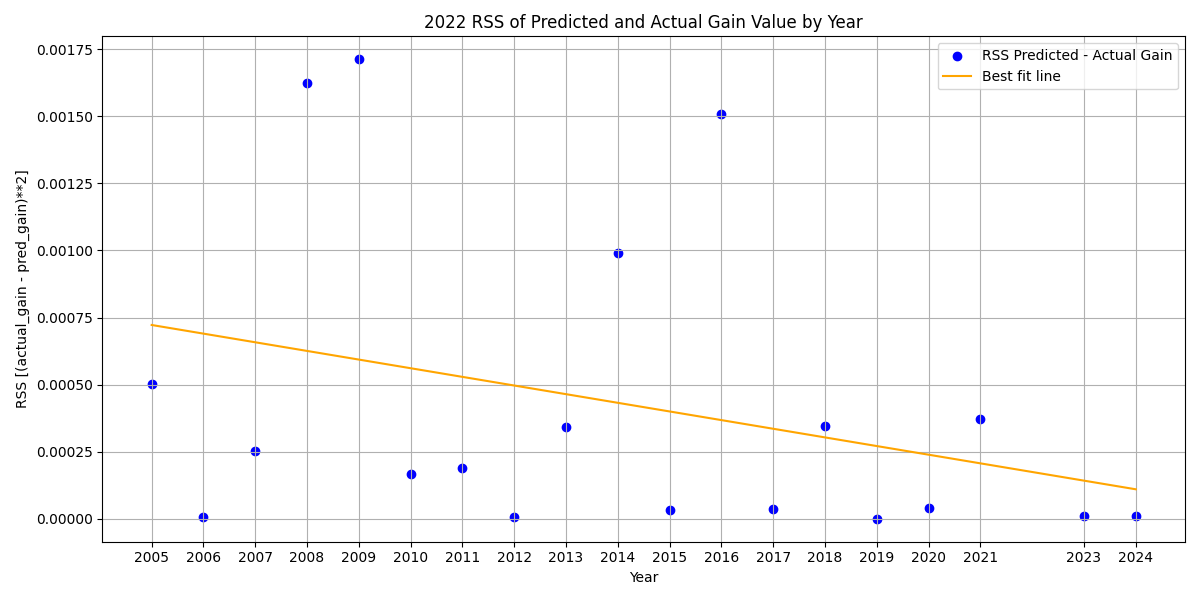 2022 RSS of Predicted and Actual Gain Value by Year
RSS Predicted - Actual Gain
Best fit line
RSS [(actual_gain - pred_gain)**2]
0.00175
0.00150
0.00125
0.00100
0.00075
0.00050
0.00025
0.00000
2005 2006 2007 2008 2009 2010 2011 2012 2013 2014 2015 2016 2017 2018 2019 2020 2021 2023 2024
Year